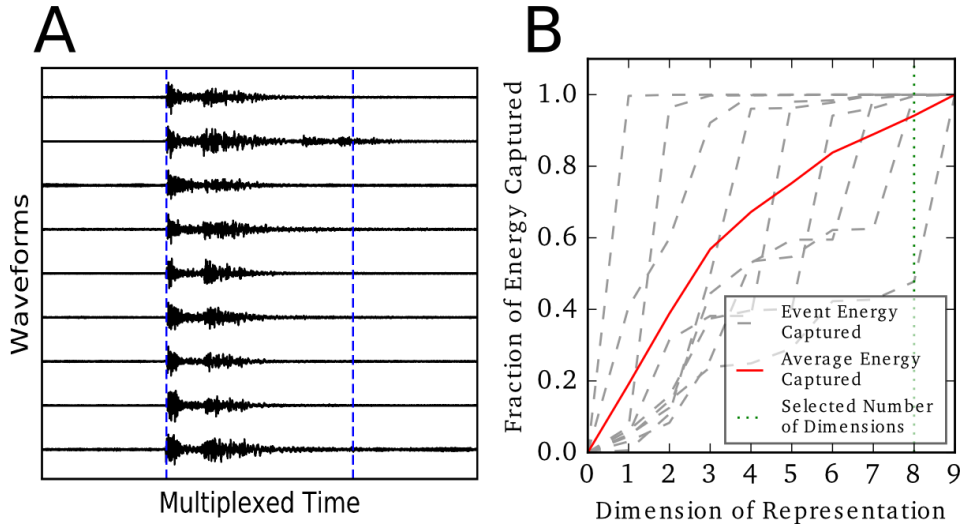 A
Waveforms
Multiplexed Time
B
Fraction of Energy Captured
1.0
0.8
0.6
0.4
0.2
0.0
Event Energy
Captured
Average Energy
Captured
Selected Number
of Dimensions
0 1 2 3 4 5 6 7 8 9
Dimension of Representation